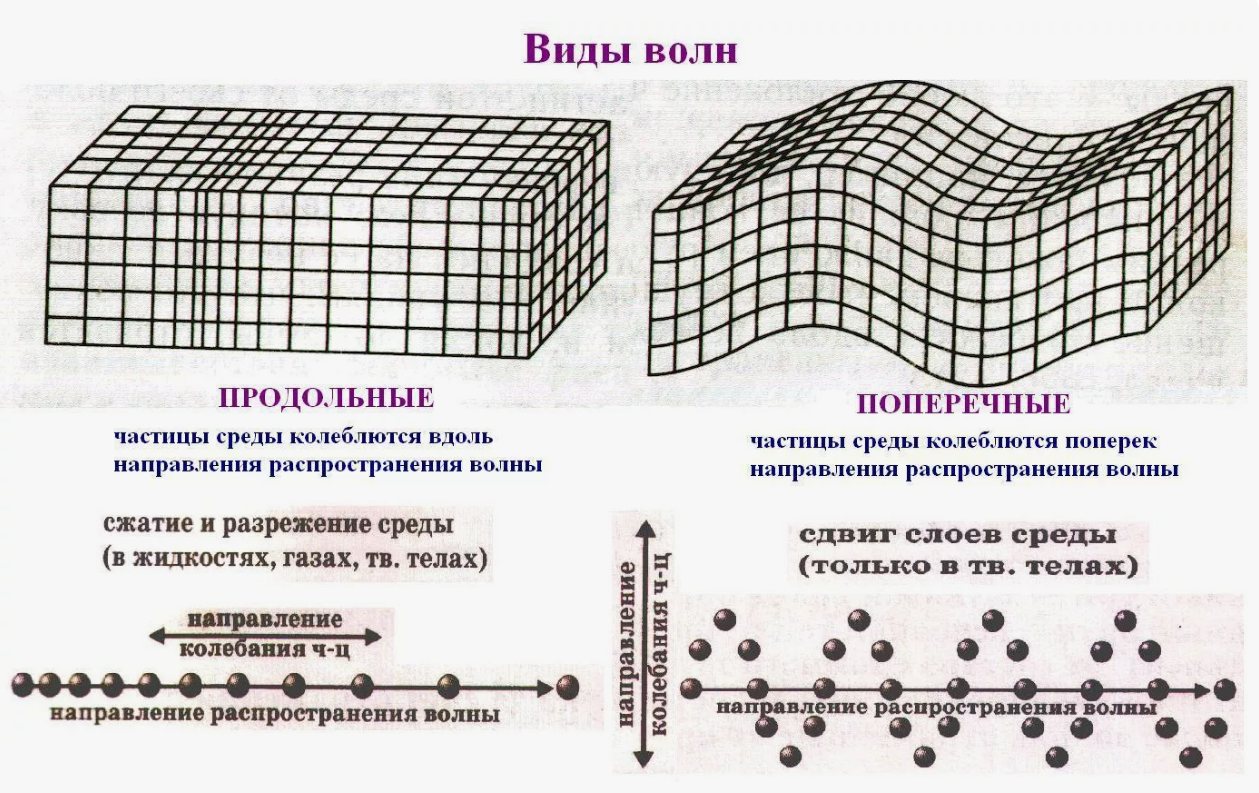 Виды волн
ПРОДОЛЬНЫЕ
частицы среды колеблются вдоль
направления распространения волны
сжатие и разрежение среды
(в жидкостях, газах, тв. телах)
направление
колебания ч-ц
направление распространения волны
ПОПЕРЕЧНЫЕ
частицы среды колеблются поперек
направления распространения волны
сдвиг слоев среды
(только в тв. телах)
направление
колебания ч-ц
направление распространения волны